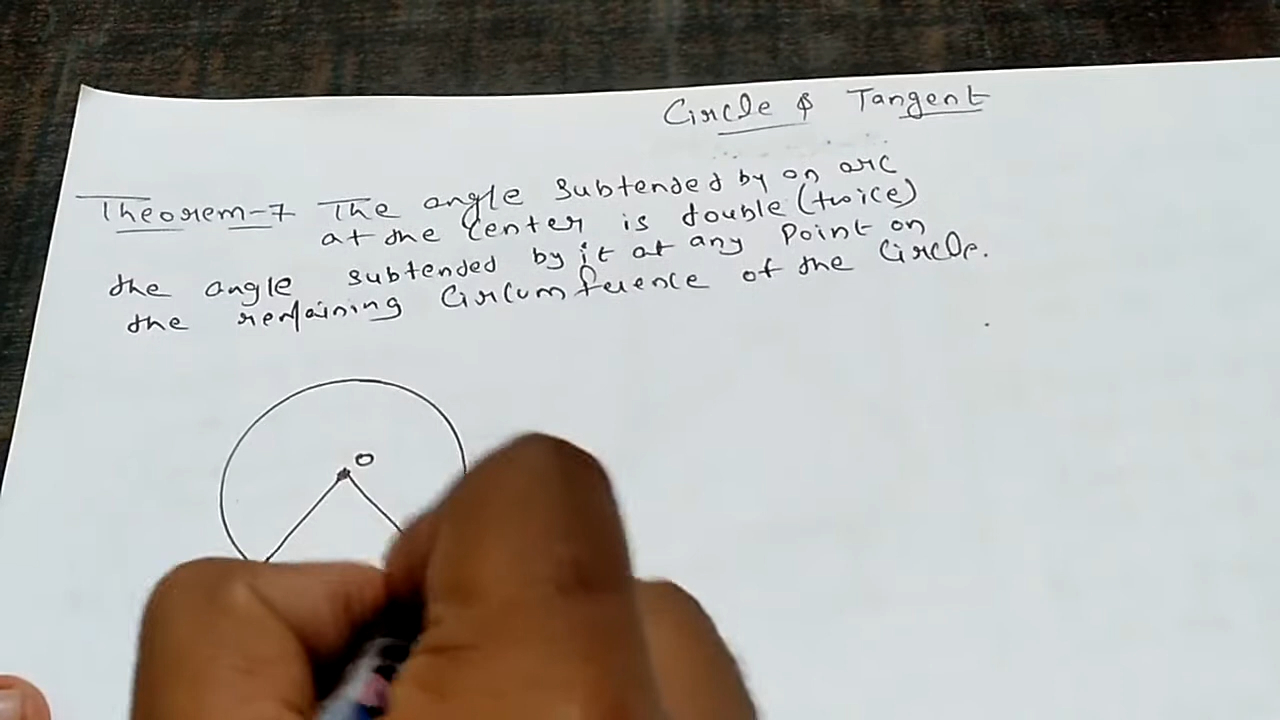 Circle & Tangent
Theorem-7 The angle subtended by an arc
at the center is double (twice)
the angle subtended by it at any point on
the remaining circumference of the circle.
O